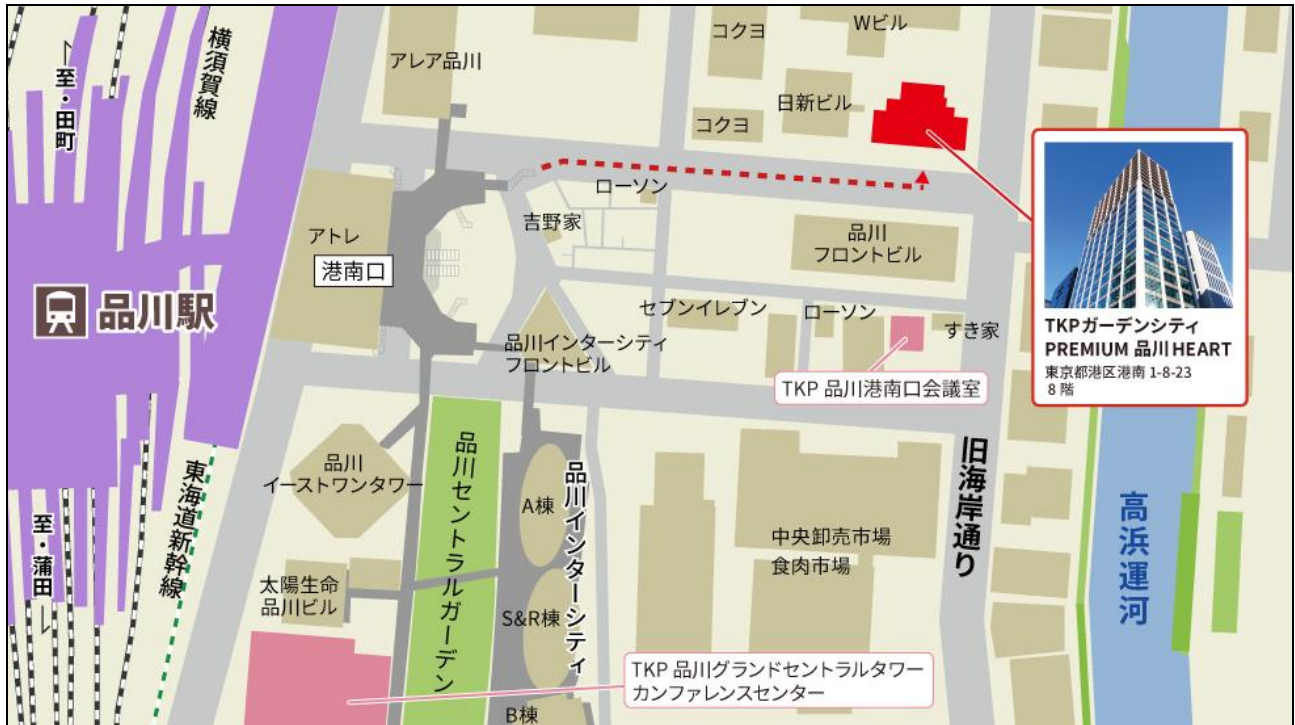 コクヨ
Wビル
アレア品川
横須賀線
至・田町
日新ビル
コクヨ
ローソン
吉野家
アトレ
港南口
品川
フロントビル
品川駅
セブンイレブン
ローソン
すき家
品川インターシティ
フロントビル
TKP 品川港南口会議室
TKPガーデンシティ
PREMIUM 品川HEART
東京都港区港南 1-8-23
8 階
品川
イーストワンタワー
品川セントラルガーデン
品川インターシティ
A棟
旧海岸通り
中央卸売市場
食肉市場
高浜運河
東海道新幹線
至・蒲田
太陽生命
品川ビル
S&R棟
TKP 品川グランドセントラルタワー
カンファレンスセンター
B棟